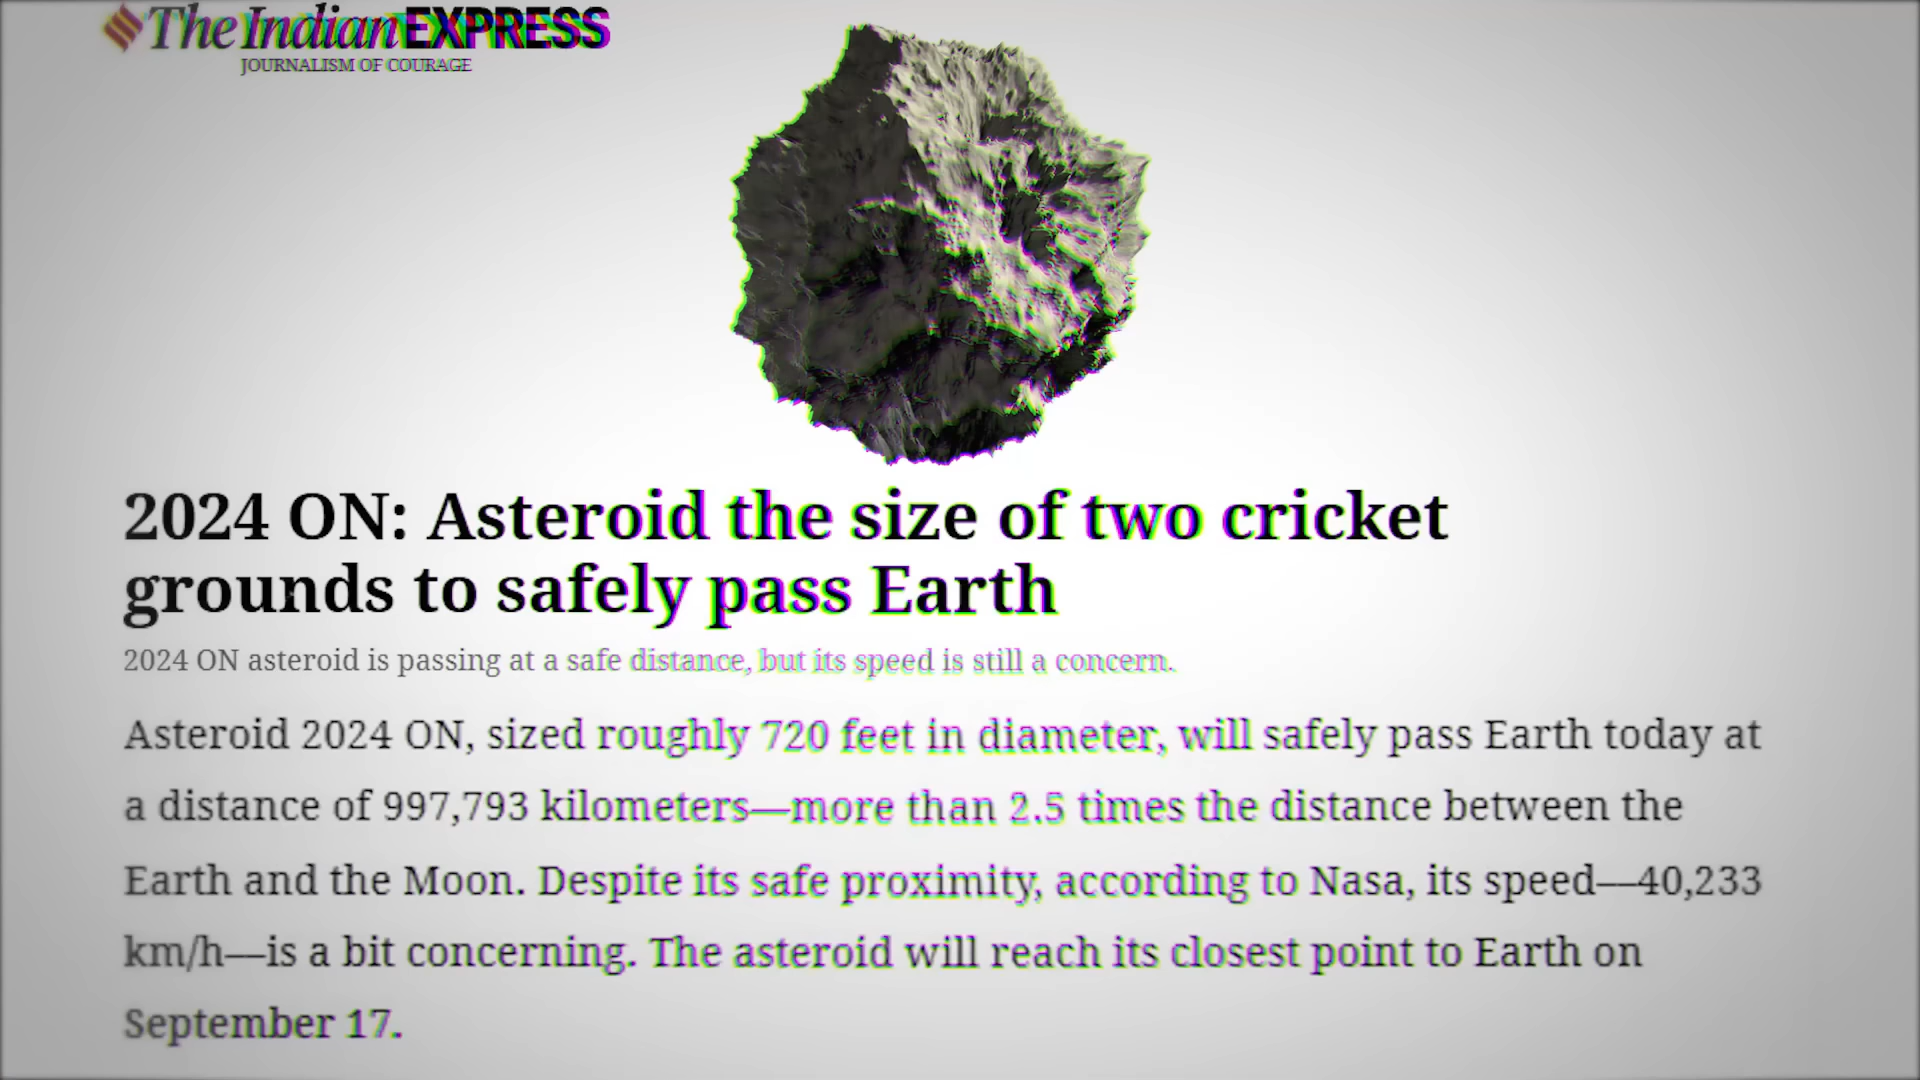 The Indian EXPRESS
JOURNALISM OF COURAGE
2024 ON: Asteroid the size of two cricket
grounds to safely pass Earth
2024 ON asteroid is passing at a safe distance, but its speed is still a concern.
Asteroid 2024 ON, sized roughly 720 feet in diameter, will safely pass Earth today at
a distance of 997,793 kilometers—more than 2.5 times the distance between the
Earth and the Moon. Despite its safe proximity, according to Nasa, its speed—40,233
km/h—is a bit concerning. The asteroid will reach its closest point to Earth on
September 17.